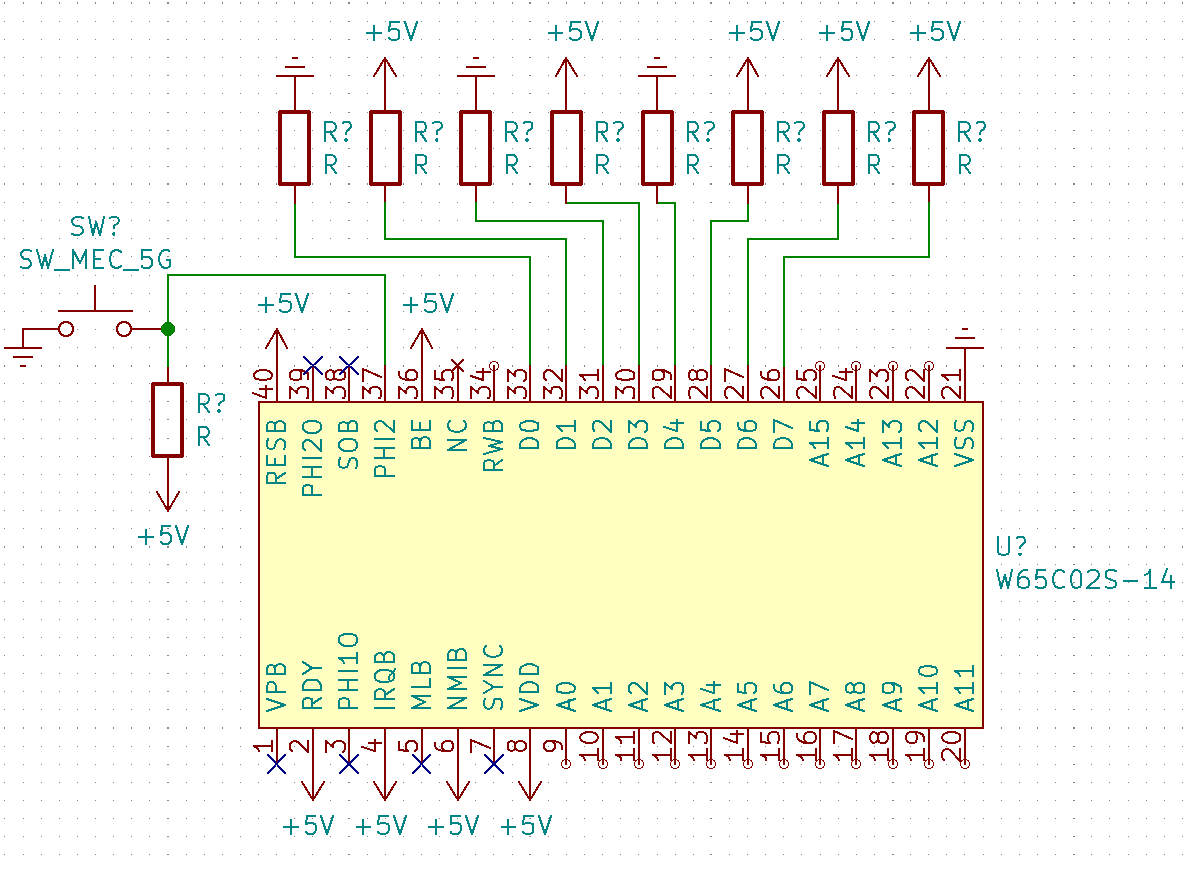 +5V +5V +5V +5V +5V
R? R? R? R? R? R? R? R?
R R R R R R R R
SW?
SW_MEC_5G
+5V +5V
40 39 38 37 36 35 34 33 32 31 30 29 28 27 26 25 24 23 22 21
R?
R
RESB PHI2O SOB PHI2 BE NC RWB D0 D1 D2 D3 D4 D5 D6 D7 A15 A14 A13 A12 VSS
+5V
U?
W65C02S-14
VPB RDY PHI1O IRQB MLB NMIB SYNC VDD A0 A1 A2 A3 A4 A5 A6 A7 A8 A9 A10 A11
1 2 3 4 5 6 7 8 9 10 11 12 13 14 15 16 17 18 19 20
+5V +5V +5V +5V